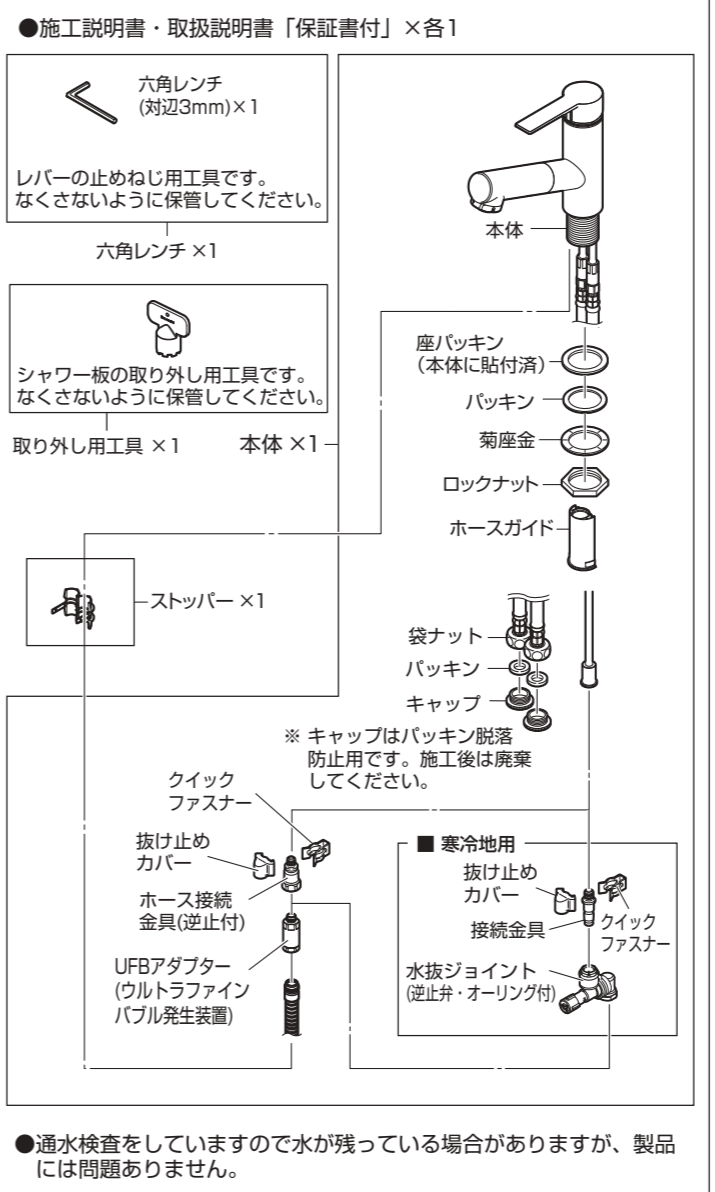 ●施工説明書・取扱説明書「保証書付」×各1
六角レンチ
(対辺3mm)×1
レバーの止めねじ用工具です。
なくさないように保管してください。
六角レンチ ×1
シャワー板の取り外し用工具です。
なくさないように保管してください。
取り外し用工具 ×1
本体 ×1
本体
座パッキン
(本体に貼付済)
パッキン
菊座金
ロックナット
ホースガイド
ストッパー ×1
袋ナット
パッキン
キャップ
※ キャップはパッキン脱落
防止用です。施工後は廃棄
してください。
クイック
ファスナー
抜け止め
カバー
ホース接続
金具(逆止付)
UFBアダプター
(ウルトラファイン
バブル発生装置)
■ 寒冷地用
抜け止め
カバー
接続金具
クイック
ファスナー
水抜ジョイント
(逆止弁・オーリング付)
●通水検査をしていますので水が残っている場合がありますが、製品
には問題ありません。